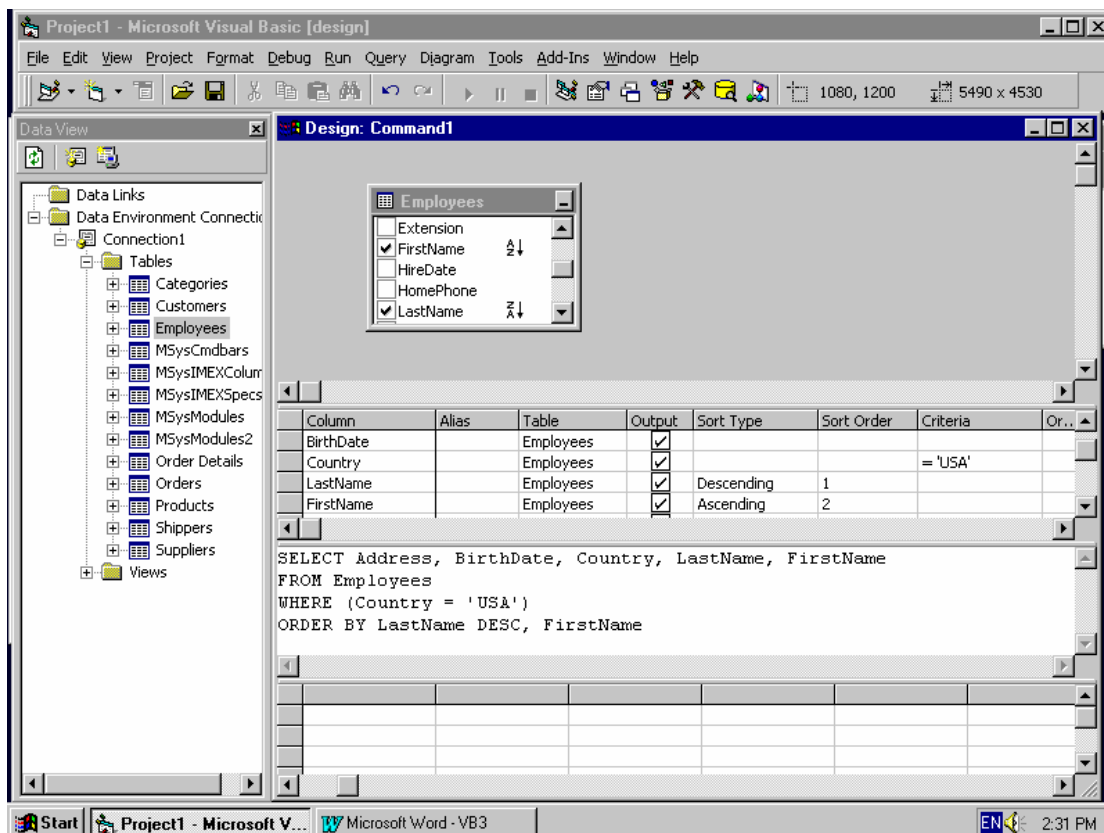 Project1 - Microsoft Visual Basic [design]
File Edit View Project Format Debug Run Query Diagram Tools Add-Ins Window Help
1080, 1200 5490 x 4530
Data View
Data Links
Data Environment Connectio
Connection1
Tables
Categories
Customers
Employees
MSysCmdbars
MSysIMEXColum
MSysIMEXSpecs
MSysModules
MSysModules2
Order Details
Orders
Products
Shippers
Suppliers
Views
Design: Command1
Employees
Extension
FirstName
HireDate
HomePhone
LastName
Column Alias Table Output Sort Type Sort Order Criteria Or..
BirthDate Employees
Country Employees = 'USA'
LastName Employees Descending 1
FirstName Employees Ascending 2
SELECT Address, BirthDate, Country, LastName, FirstName
FROM Employees
WHERE (Country = 'USA')
ORDER BY LastName DESC, FirstName
Start Project1 - Microsoft V... Microsoft Word - VB3 EN 2:31 PM